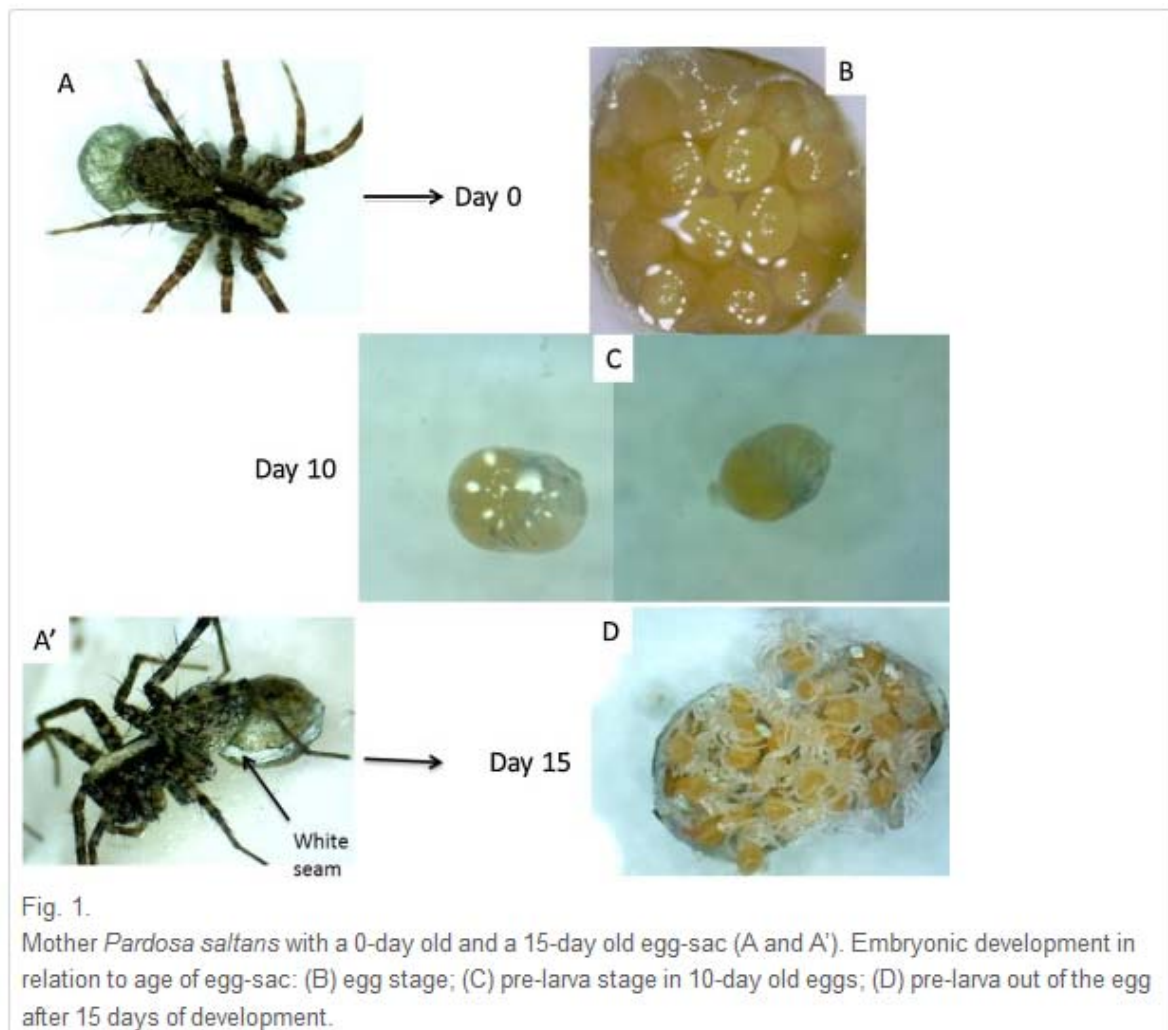 A
Day 0
B
C
Day 10
A’
White
seam
Day 15
D
Fig. 1.
Mother Pardosa saltans with a 0-day old and a 15-day old egg-sac (A and A’). Embryonic development in
relation to age of egg-sac: (B) egg stage; (C) pre-larva stage in 10-day old eggs; (D) pre-larva out of the egg
after 15 days of development.